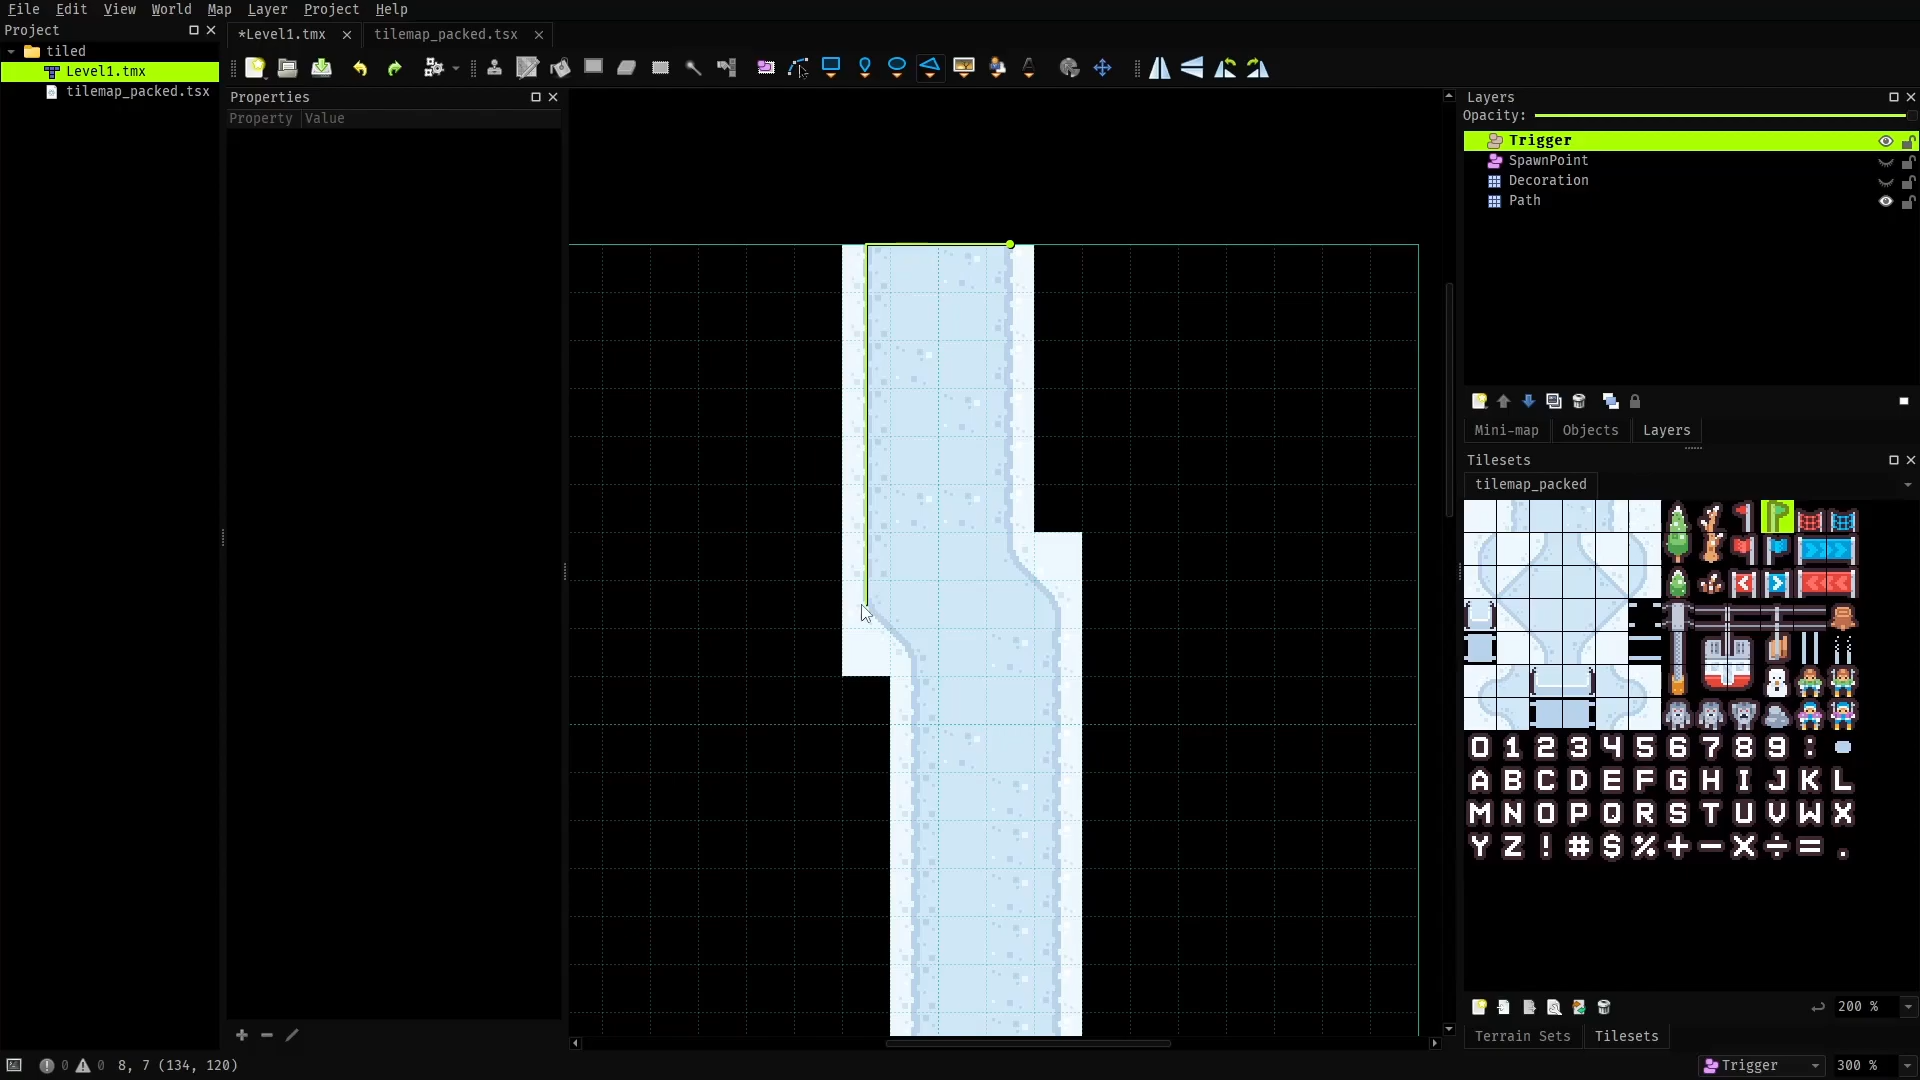 File Edit View World Map Layer Project Help
Project
*Level1.tmx
tilemap_packed.tsx
tiled
Level1.tmx
tilemap_packed.tsx
Properties
Property Value
Layers
Opacity:
Trigger
SpawnPoint
Decoration
Path
Mini-map Objects Layers
Tilesets
tilemap_packed
0 1 2 3 4 5 6 7 8 9 :
A B C D E F G H I J K L
M N O P Q R S T U V W X
Y Z ! # $ % + - X ÷ = .
200 %
Terrain Sets Tilesets
0 0 8, 7 (134, 120)
Trigger 300 %